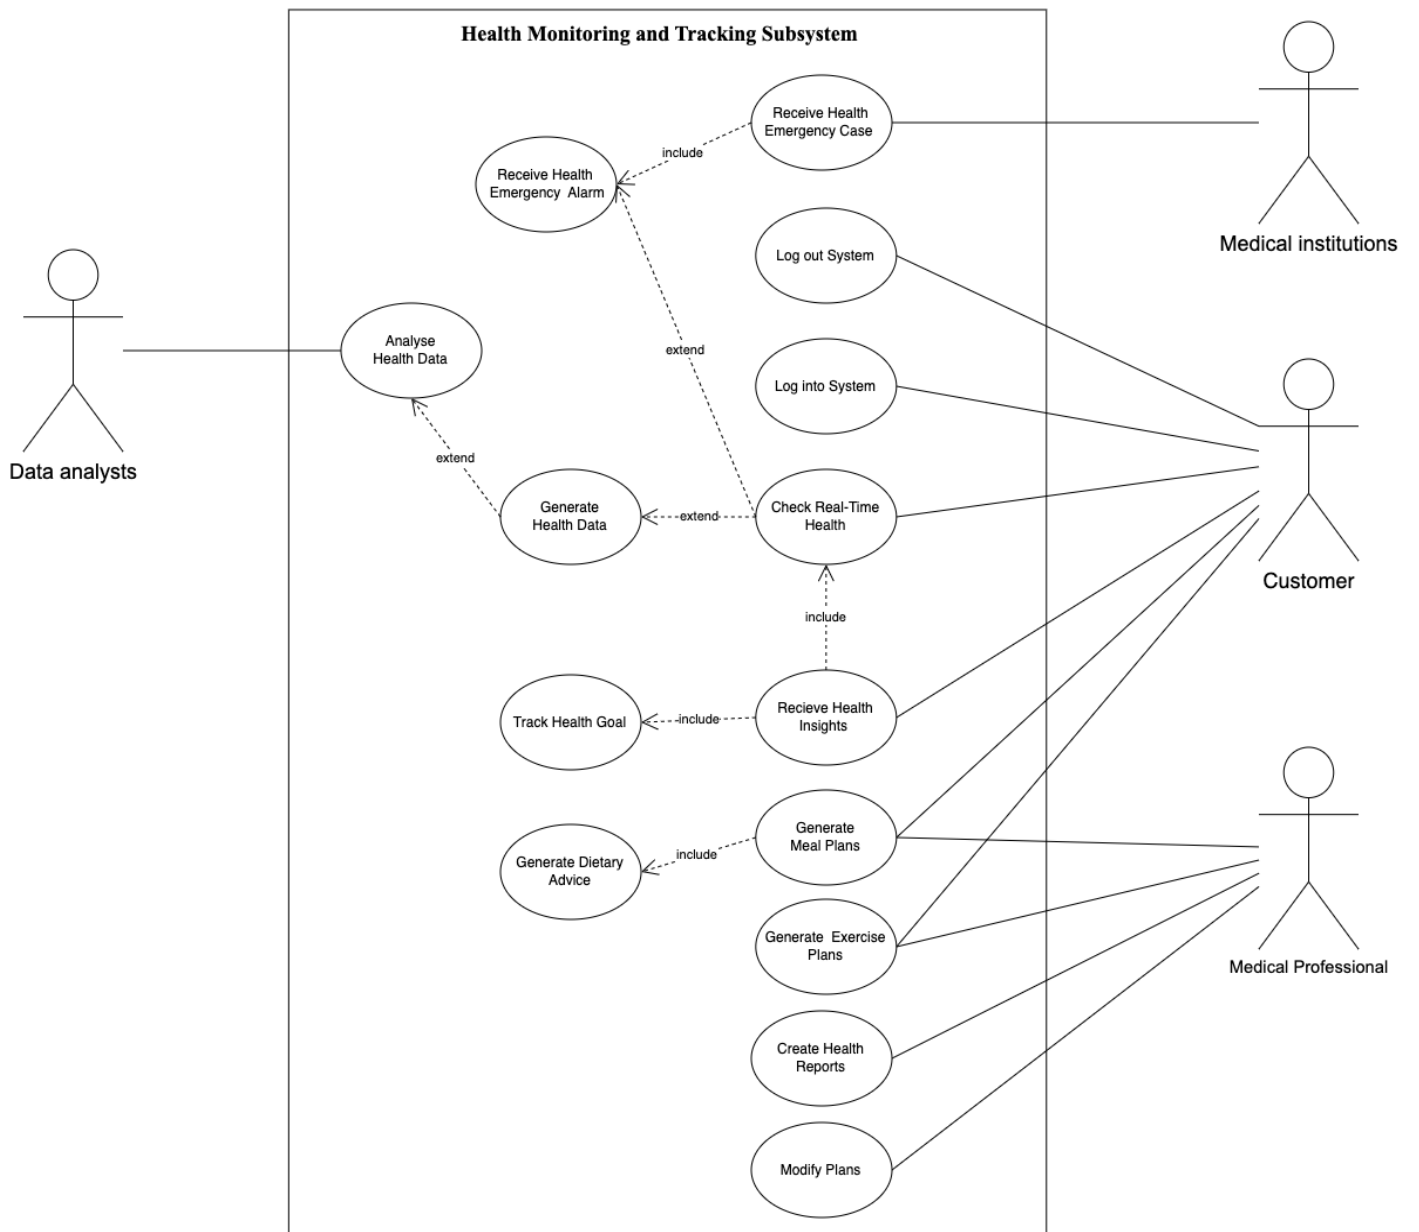 Health Monitoring and Tracking Subsystem
Receive Health
Emergency Case
include
Receive Health
Emergency Alarm
Medical institutions
Log out System
Analyse
Health Data
extend
Log into System
Data analysts
extend
Generate
Health Data
extend
Check Real-Time
Health
Customer
include
Track Health Goal
include
Recieve Health
Insights
Generate
Meal Plans
include
Generate Dietary
Advice
Generate Exercise
Plans
Medical Professional
Create Health
Reports
Modify Plans